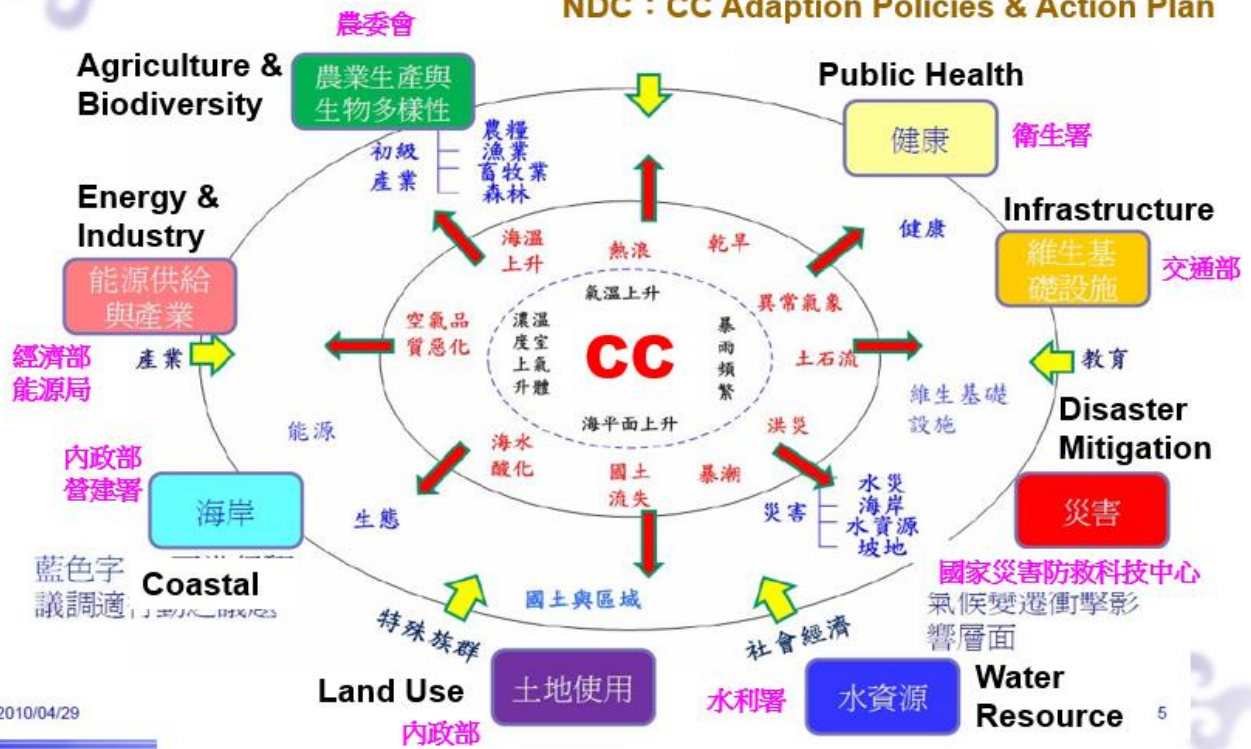 NDC：CC Adaption Policies & Action Plan
農委會
Agriculture &
Biodiversity
農業生產與
生物多樣性
Public Health
健康
衛生署
初級
產業
農糧
漁業
畜牧業
森林
Energy &
Industry
能源供給
與產業
經濟部
能源局
產業
Infrastructure
維生基
礎設施
交通部
健康
海溫
上升
熱浪
乾旱
氣溫上升
異常氣象
空氣品
質惡化
溫室氣體
濃度上升
CC
暴雨頻繁
土石流
教育
維生基礎
設施
海平面上升
能源
海水
酸化
國土
流失
暴潮
洪災
Disaster
Mitigation
災害
國家災害防救科技中心
內政部
營建署
海岸
Coastal
生態
災害
水災
海岸
水資源
坡地
藍色字
氣候變遷衝擊影
響層面
特殊族群
國土與區域
社會經濟
Land Use
土地使用
內政部
水利署
水資源
Water
Resource
2010/04/29
5